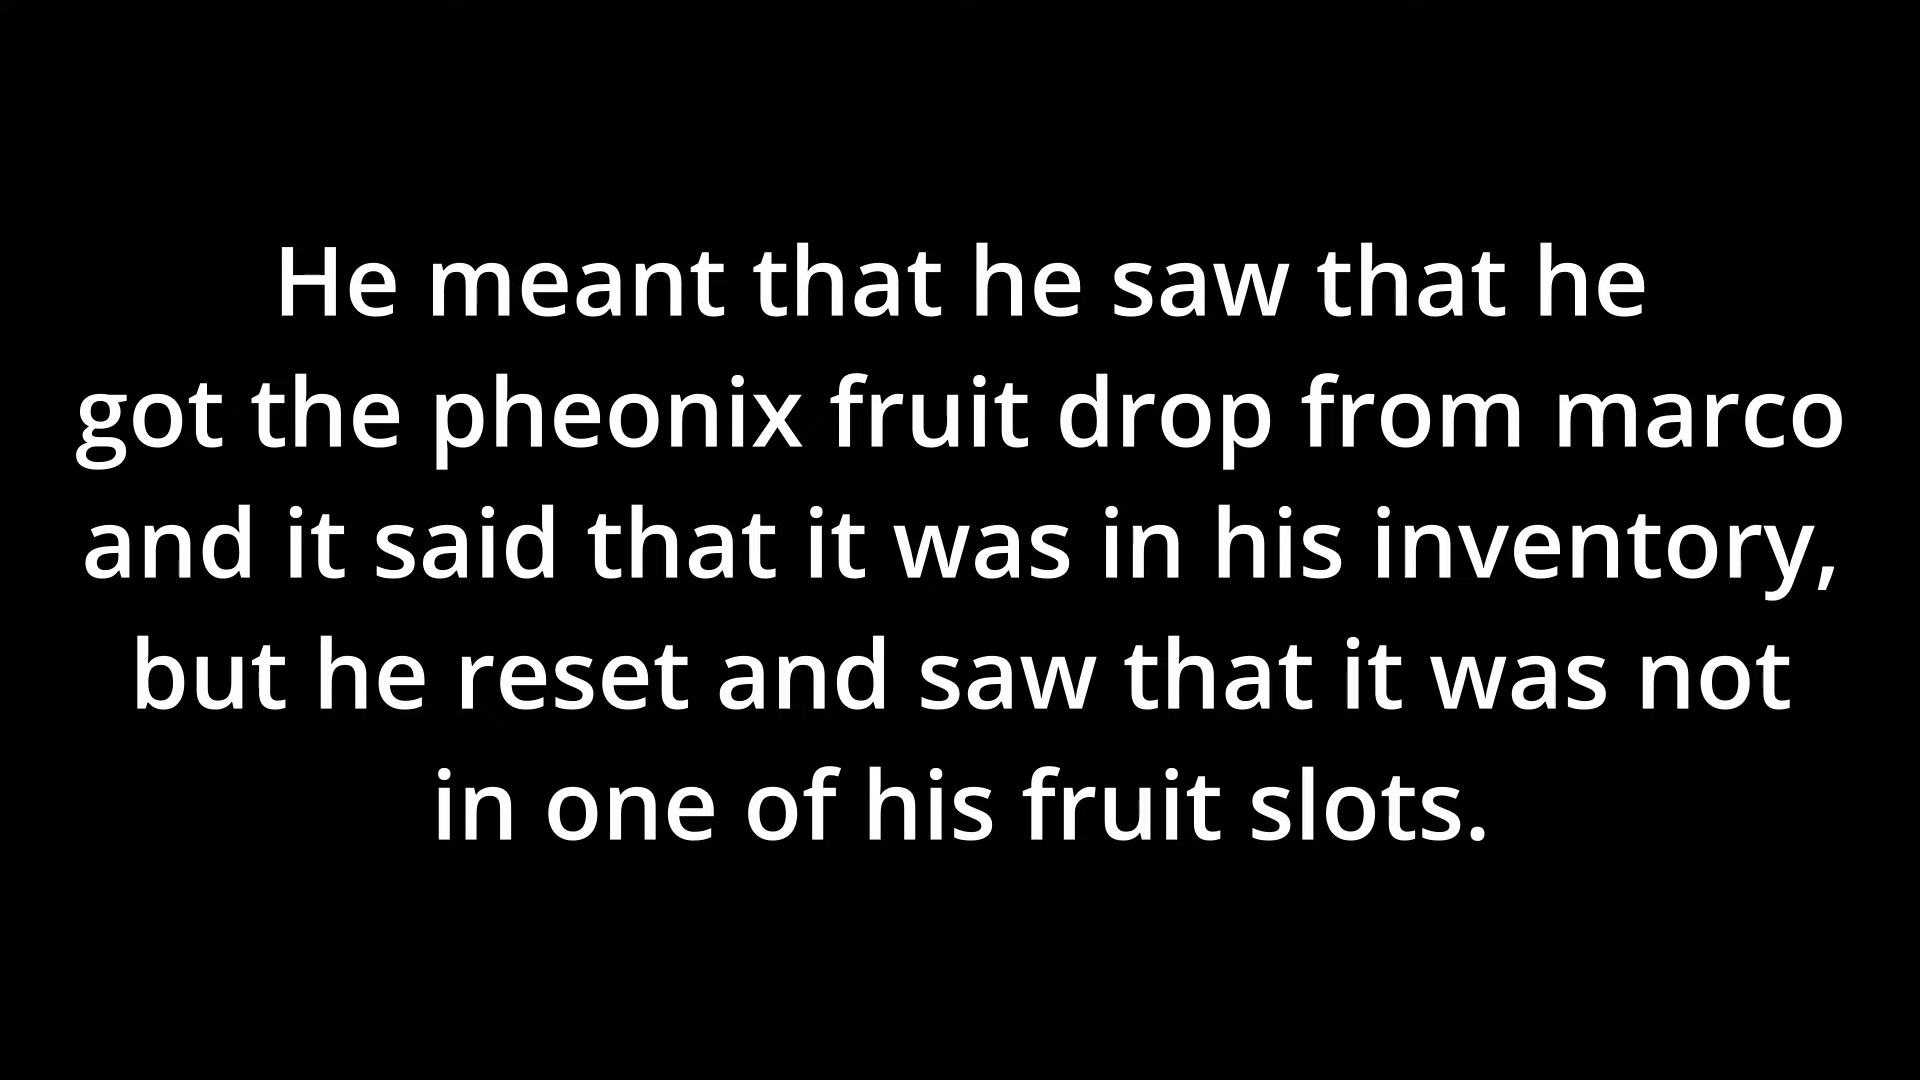 He meant that he saw that he
got the pheonix fruit drop from marco
and it said that it was in his inventory,
but he reset and saw that it was not
in one of his fruit slots.